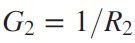 G₂ = 1/R₂